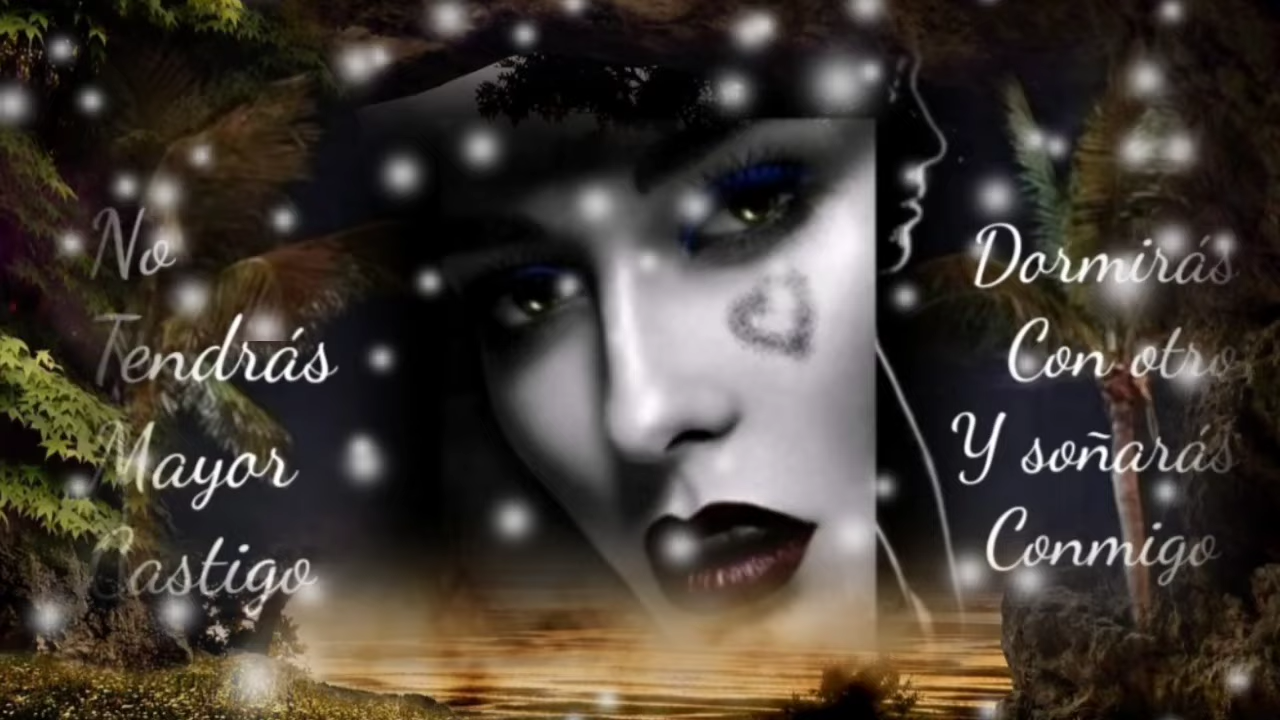 No
Tendrás
Mayor
Castigo
Dormirás
Con otro
Y soñarás
Conmigo